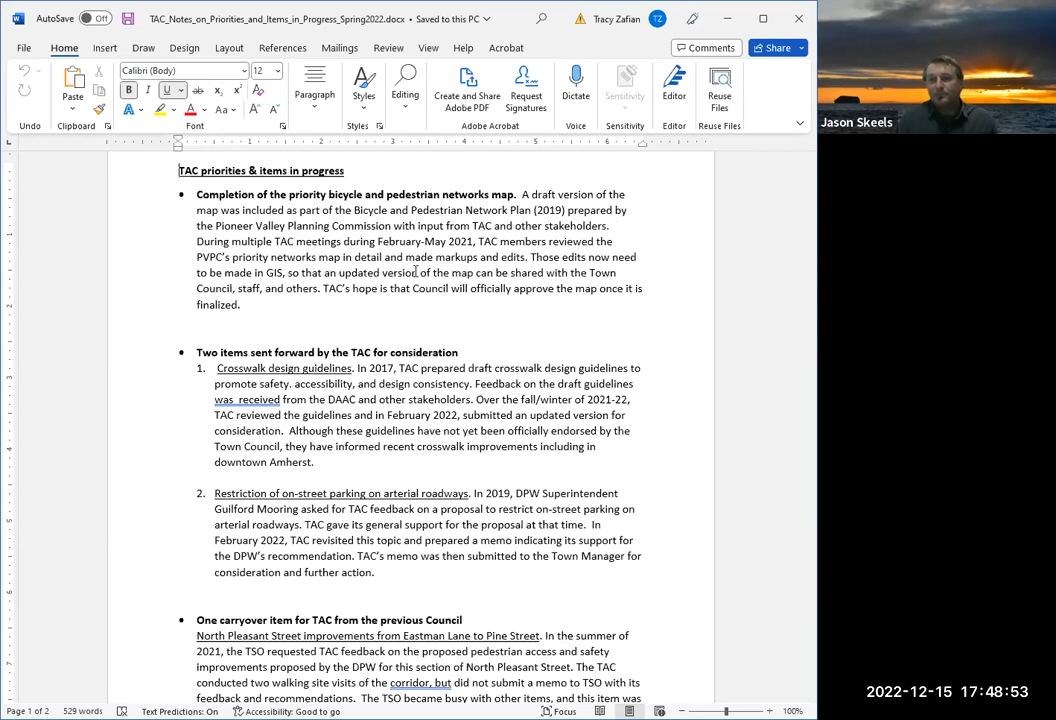 AutoSave Off TAC_Notes_on_Priorities_and_Items_in_Progress_Spring2022.docx • Saved to this PC Tracy Zafian TZ
File Home Insert Draw Design Layout References Mailings Review View Help Acrobat Comments Share
Calibri (Body) 12
Paste Paragraph Styles Editing Create and Share Adobe PDF Request Signatures Dictate Sensitivity Editor Reuse Files
Undo Clipboard Font Styles Adobe Acrobat Voice Sensitivity Editor Reuse Files
Jason Skeels
TAC priorities & items in progress
• Completion of the priority bicycle and pedestrian networks map. A draft version of the
map was included as part of the Bicycle and Pedestrian Network Plan (2019) prepared by
the Pioneer Valley Planning Commission with input from TAC and other stakeholders.
During multiple TAC meetings during February-May 2021, TAC members reviewed the
PVPC's priority networks map in detail and made markups and edits. Those edits now need
to be made in GIS, so that an updated version of the map can be shared with the Town
Council, staff, and others. TAC's hope is that Council will officially approve the map once it is
finalized.
• Two items sent forward by the TAC for consideration
1. Crosswalk design guidelines. In 2017, TAC prepared draft crosswalk design guidelines to
promote safety. accessibility, and design consistency. Feedback on the draft guidelines
was received from the DAAC and other stakeholders. Over the fall/winter of 2021-22,
TAC reviewed the guidelines and in February 2022, submitted an updated version for
consideration. Although these guidelines have not yet been officially endorsed by the
Town Council, they have informed recent crosswalk improvements including in
downtown Amherst.
2. Restriction of on-street parking on arterial roadways. In 2019, DPW Superintendent
Guilford Mooring asked for TAC feedback on a proposal to restrict on-street parking on
arterial roadways. TAC gave its general support for the proposal at that time. In
February 2022, TAC revisited this topic and prepared a memo indicating its support for
the DPW's recommendation. TAC's memo was then submitted to the Town Manager for
consideration and further action.
• One carryover item for TAC from the previous Council
North Pleasant Street improvements from Eastman Lane to Pine Street. In the summer of
2021, the TSO requested TAC feedback on the proposed pedestrian access and safety
improvements proposed by the DPW for this section of North Pleasant Street. The TAC
conducted two walking site visits of the corridor, but did not submit a memo to TSO with its
feedback and recommendations. The TSO became busy with other items, and this item was
2022-12-15 17:48:53
Page 1 of 2 529 words Text Predictions: On Accessibility: Good to go Focus 100%